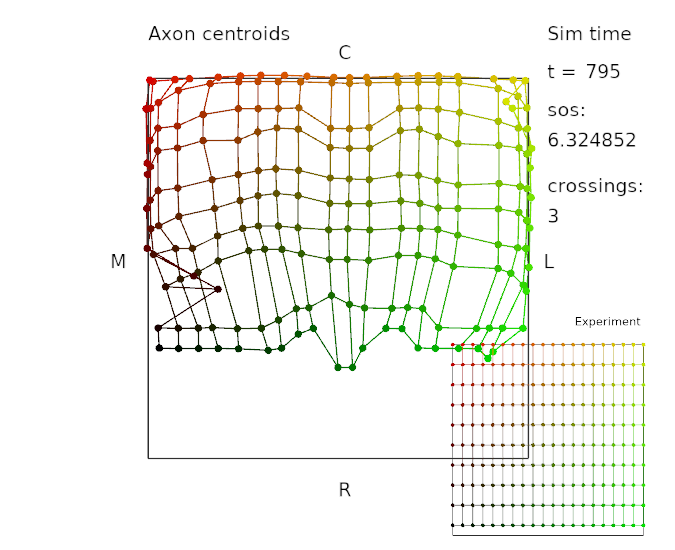 Axon centroids
C
Sim time
t = 795
sos:
6.324852
crossings:
3
M
L
Experiment
R